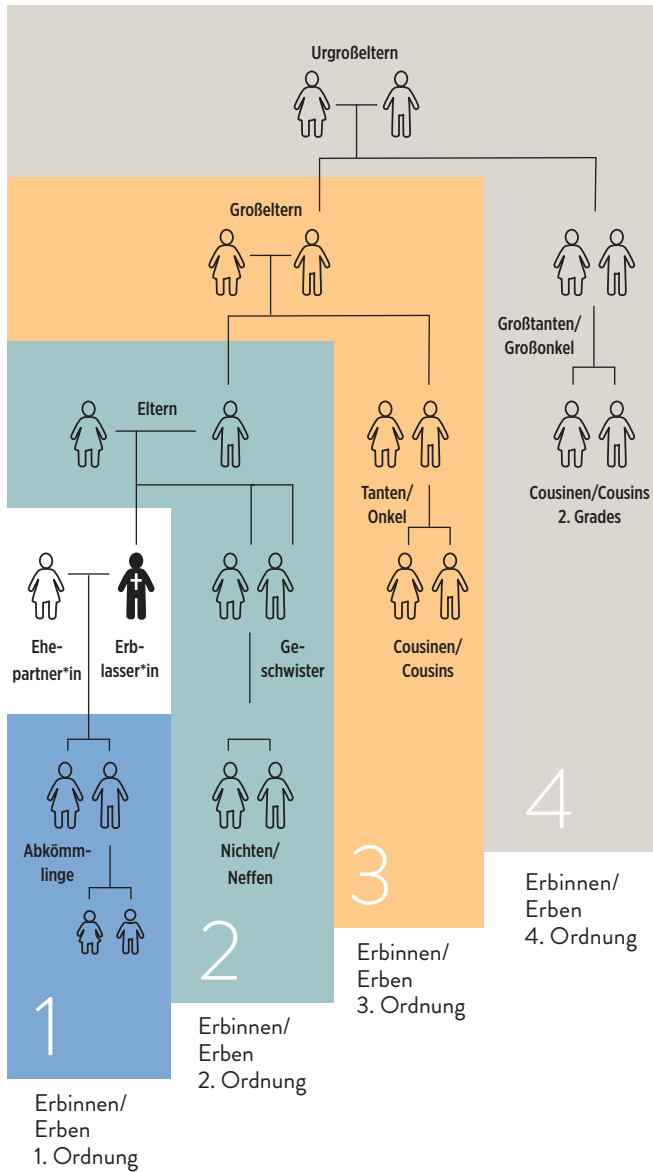 Urgroßeltern
Großeltern
Großtanten/
Großonkel
Eltern
Tanten/
Onkel
Cousinen/Cousins
2. Grades
Ehe-
partner*in
Erb-
lasser*in
Ge-
schwister
Cousinen/
Cousins
Abkömm-
linge
Nichten/
Neffen
1
2
3
4
Erbinnen/
Erben
4. Ordnung
Erbinnen/
Erben
3. Ordnung
Erbinnen/
Erben
2. Ordnung
Erbinnen/
Erben
1. Ordnung